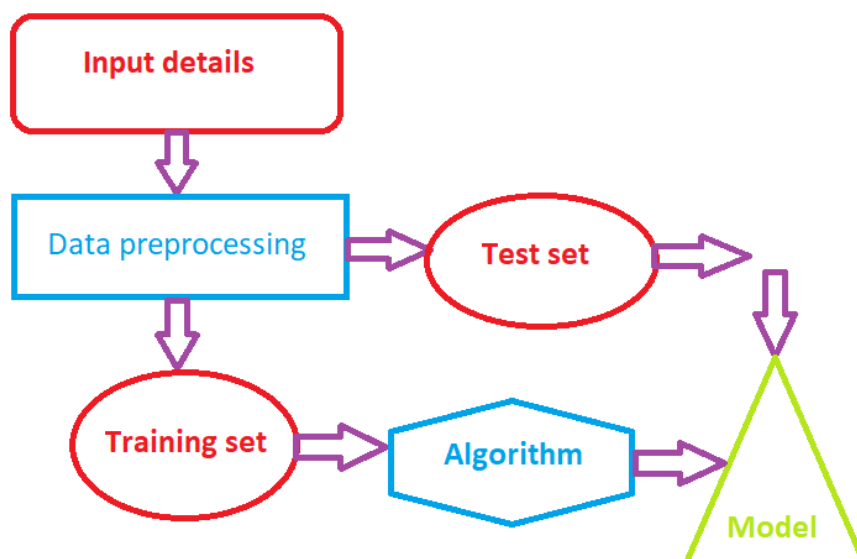 Input details
Data preprocessing
Test set
Training set
Algorithm
Model